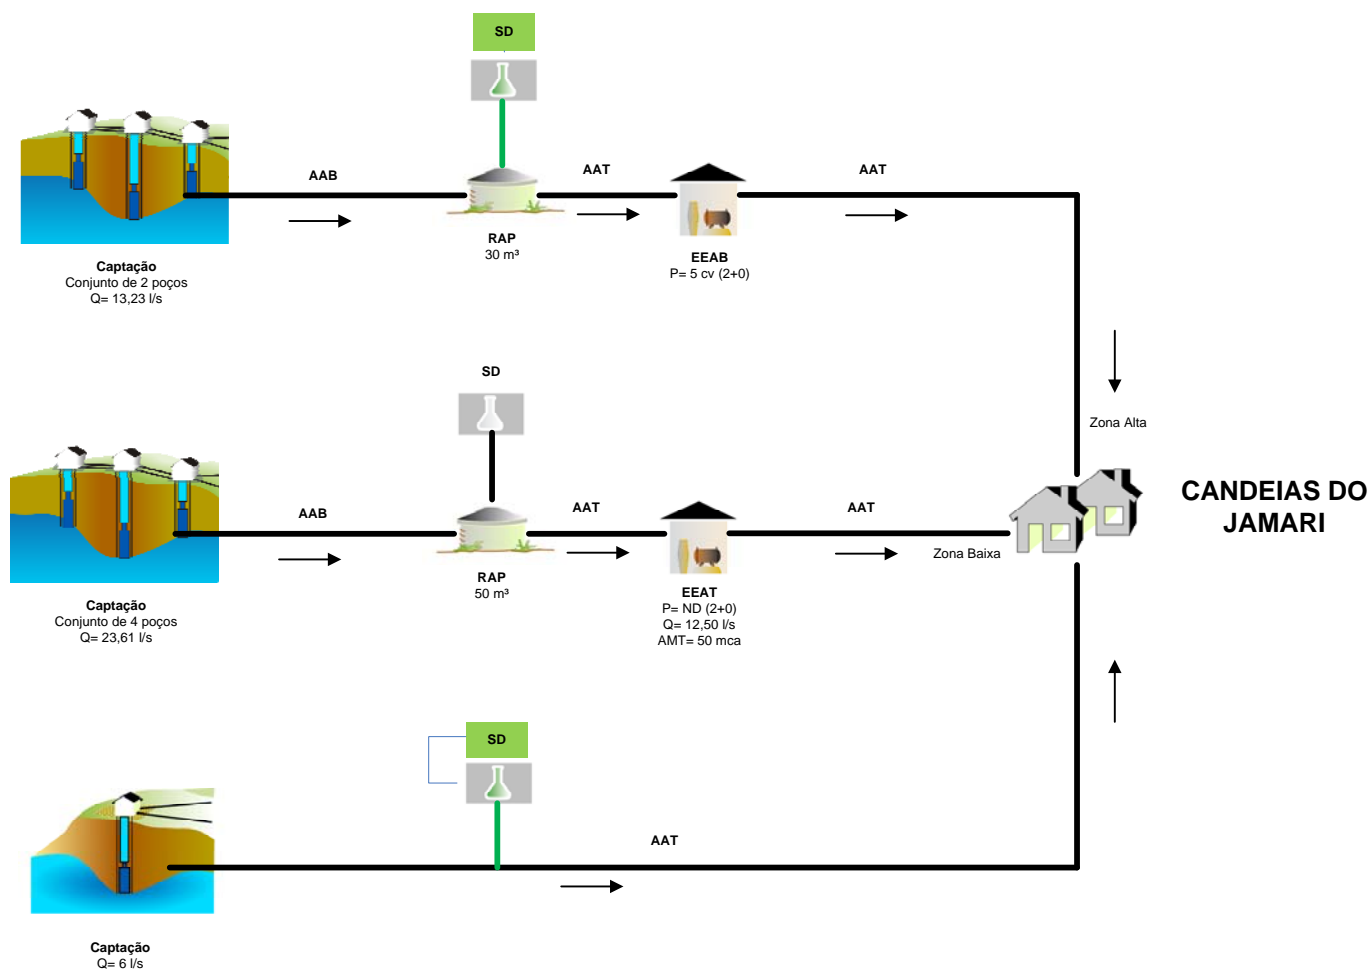 SD
AAB
AAT
AAT
RAP
30 m³
EEAB
P= 5 cv (2+0)
Captação
Conjunto de 2 poços
Q= 13,23 l/s
Zona Alta
SD
AAB
AAT
AAT
CANDEIAS DO
JAMARI
Zona Baixa
RAP
50 m³
EEAT
P= ND (2+0)
Q= 12,50 l/s
AMT= 50 mca
Captação
Conjunto de 4 poços
Q= 23,61 l/s
SD
AAT
Captação
Q= 6 l/s